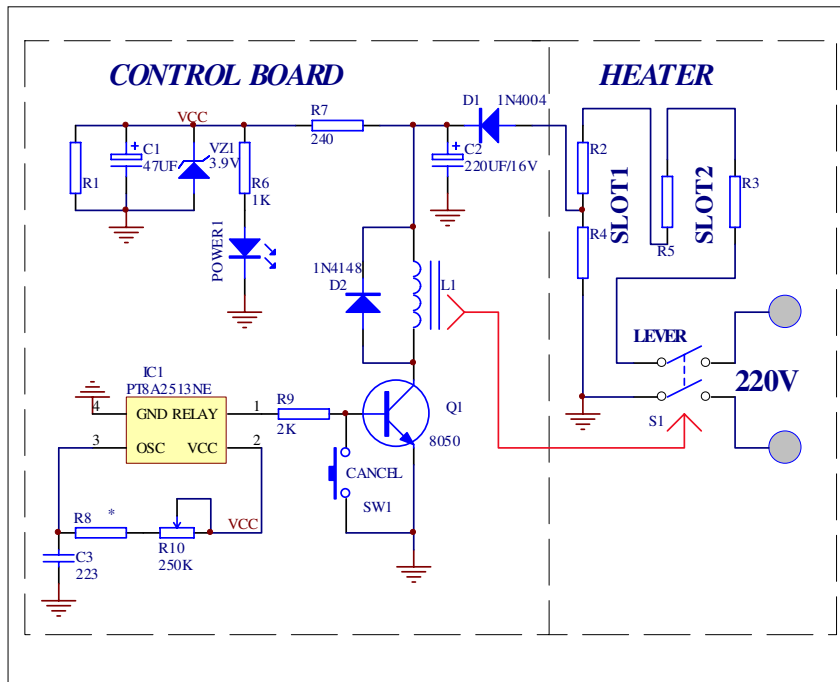 CONTROL BOARD
HEATER
D1
1N4004
VCC
R7
240
C1
47UF
VZ1
3.9V
R1
R6
1K
C2
220UF/16V
R2
SLOT1
SLOT2
R3
R4
R5
POWER1
1N4148
D2
L1
LEVER
220V
S1
IC1
PT8A2513NE
4
GND RELAY
1
3
OSC
VCC
2
R9
2K
Q1
8050
CANCEL
SW1
R8
*
VCC
R10
250K
C3
223